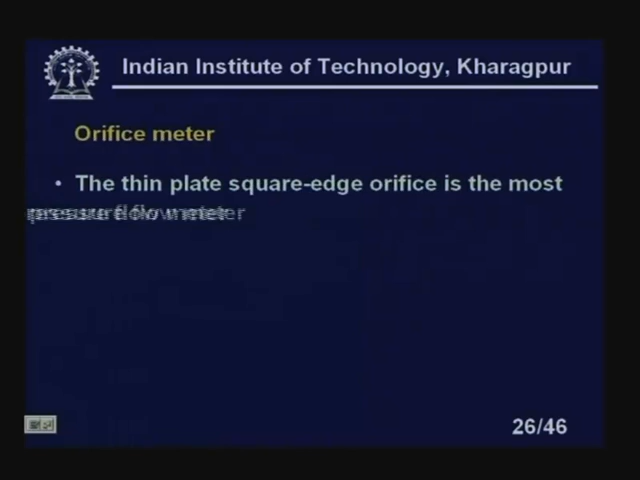 Indian Institute of Technology, Kharagpur
Orifice meter
• The thin plate square-edge orifice is the most
26/46